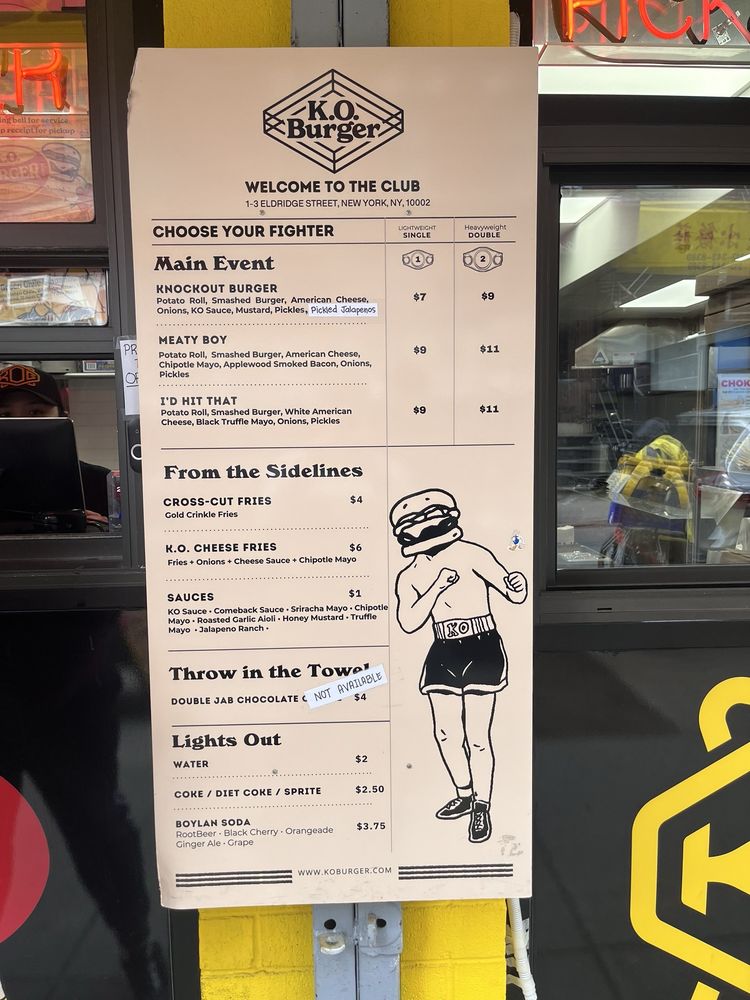 K.O.
Burger
WELCOME TO THE CLUB
1-3 ELDRIDGE STREET, NEW YORK, NY, 10002
CHOOSE YOUR FIGHTER
LIGHTWEIGHT
SINGLE
Heavyweight
DOUBLE
Main Event
1
2
KNOCKOUT BURGER
Potato Roll, Smashed Burger, American Cheese,
Onions, KO Sauce, Mustard, Pickles, Pickled Jalapenos
$7
$9
MEATY BOY
Potato Roll, Smashed Burger, American Cheese,
Chipotle Mayo, Applewood Smoked Bacon, Onions,
Pickles
$9
$11
I'D HIT THAT
Potato Roll, Smashed Burger, White American
Cheese, Black Truffle Mayo, Onions, Pickles
$9
$11
From the Sidelines
CROSS-CUT FRIES $4
Gold Crinkle Fries
K.O. CHEESE FRIES $6
Fries + Onions + Cheese Sauce + Chipotle Mayo
SAUCES $1
KO Sauce • Comeback Sauce • Sriracha Mayo • Chipotle
Mayo • Roasted Garlic Aioli • Honey Mustard • Truffle
Mayo • Jalapeno Ranch •
KO
Throw in the Towel
DOUBLE JAB CHOCOLATE $4
NOT AVAILABLE
Lights Out
WATER $2
COKE / DIET COKE / SPRITE $2.50
BOYLAN SODA $3.75
RootBeer • Black Cherry • Orangeade
Ginger Ale • Grape
WWW.KOBURGER.COM